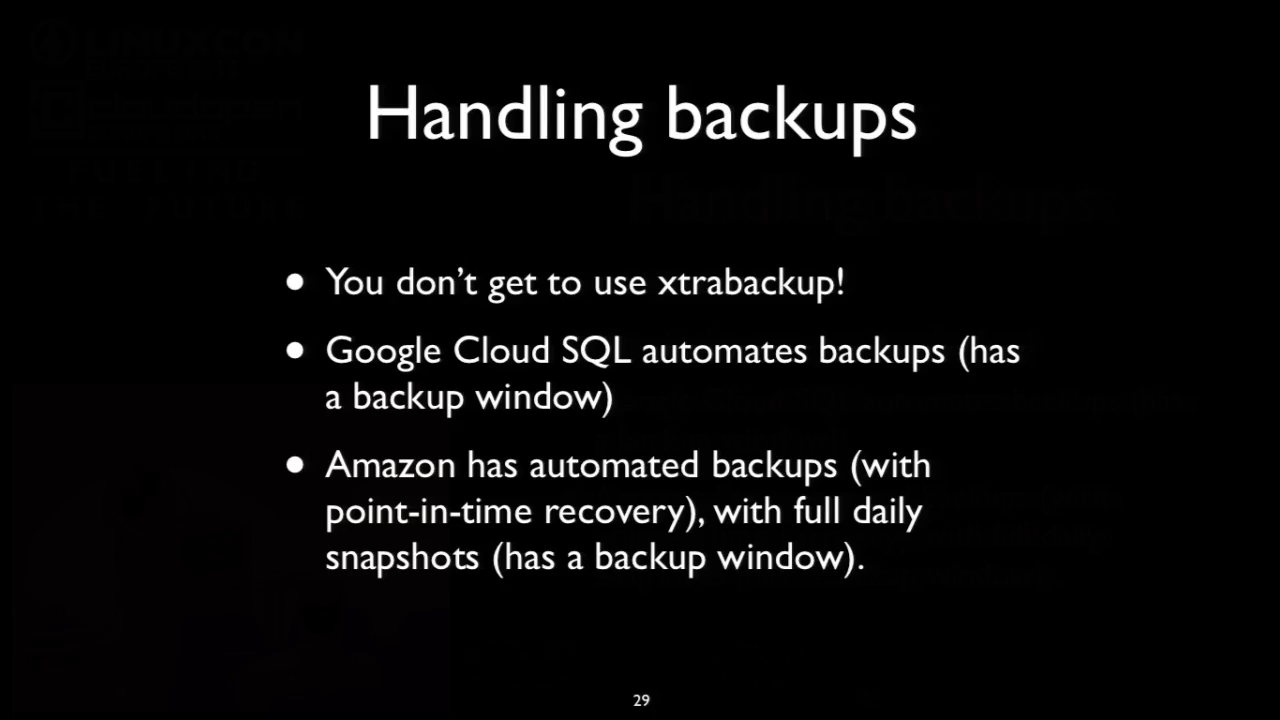 Handling backups
• You don't get to use xtrabackup!
• Google Cloud SQL automates backups (has
a backup window)
• Amazon has automated backups (with
point-in-time recovery), with full daily
snapshots (has a backup window).
29